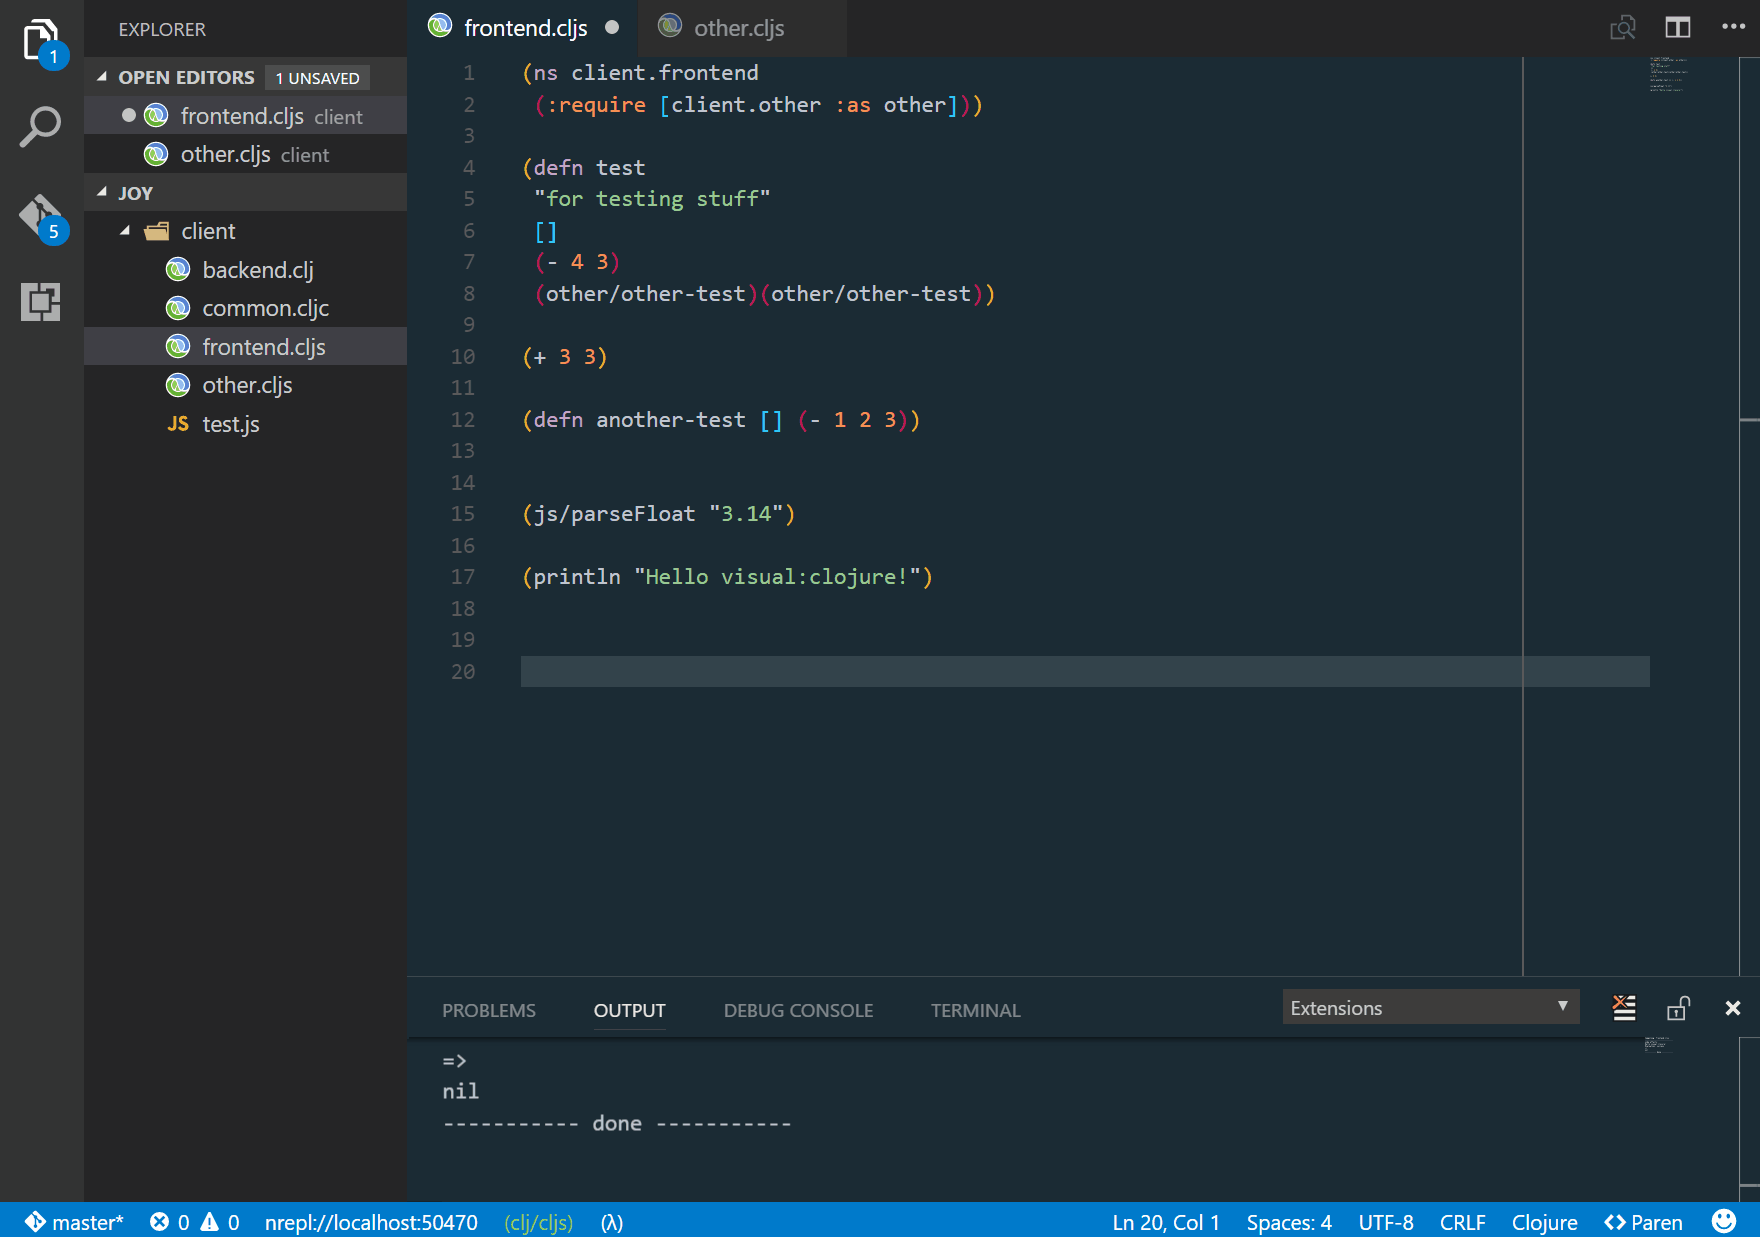 1
5
EXPLORER
OPEN EDITORS 1 UNSAVED
frontend.cljs client
other.cljs client
JOY
client
backend.clj
common.cljc
frontend.cljs
other.cljs
JS test.js
frontend.cljs other.cljs
1 (ns client.frontend
2 (:require [client.other :as other]))
3
4 (defn test
5 "for testing stuff"
6 []
7 (- 4 3)
8 (other/other-test)(other/other-test))
9
10 (+ 3 3)
11
12 (defn another-test [] (- 1 2 3))
13
14
15 (js/parseFloat "3.14")
16
17 (println "Hello visual:clojure!")
18
19
20
PROBLEMS OUTPUT DEBUG CONSOLE TERMINAL Extensions
=>
nil
----------- done -----------
master* 0 0 nrepl://localhost:50470 (clj/cljs) (λ) Ln 20, Col 1 Spaces: 4 UTF-8 CRLF Clojure <> Paren